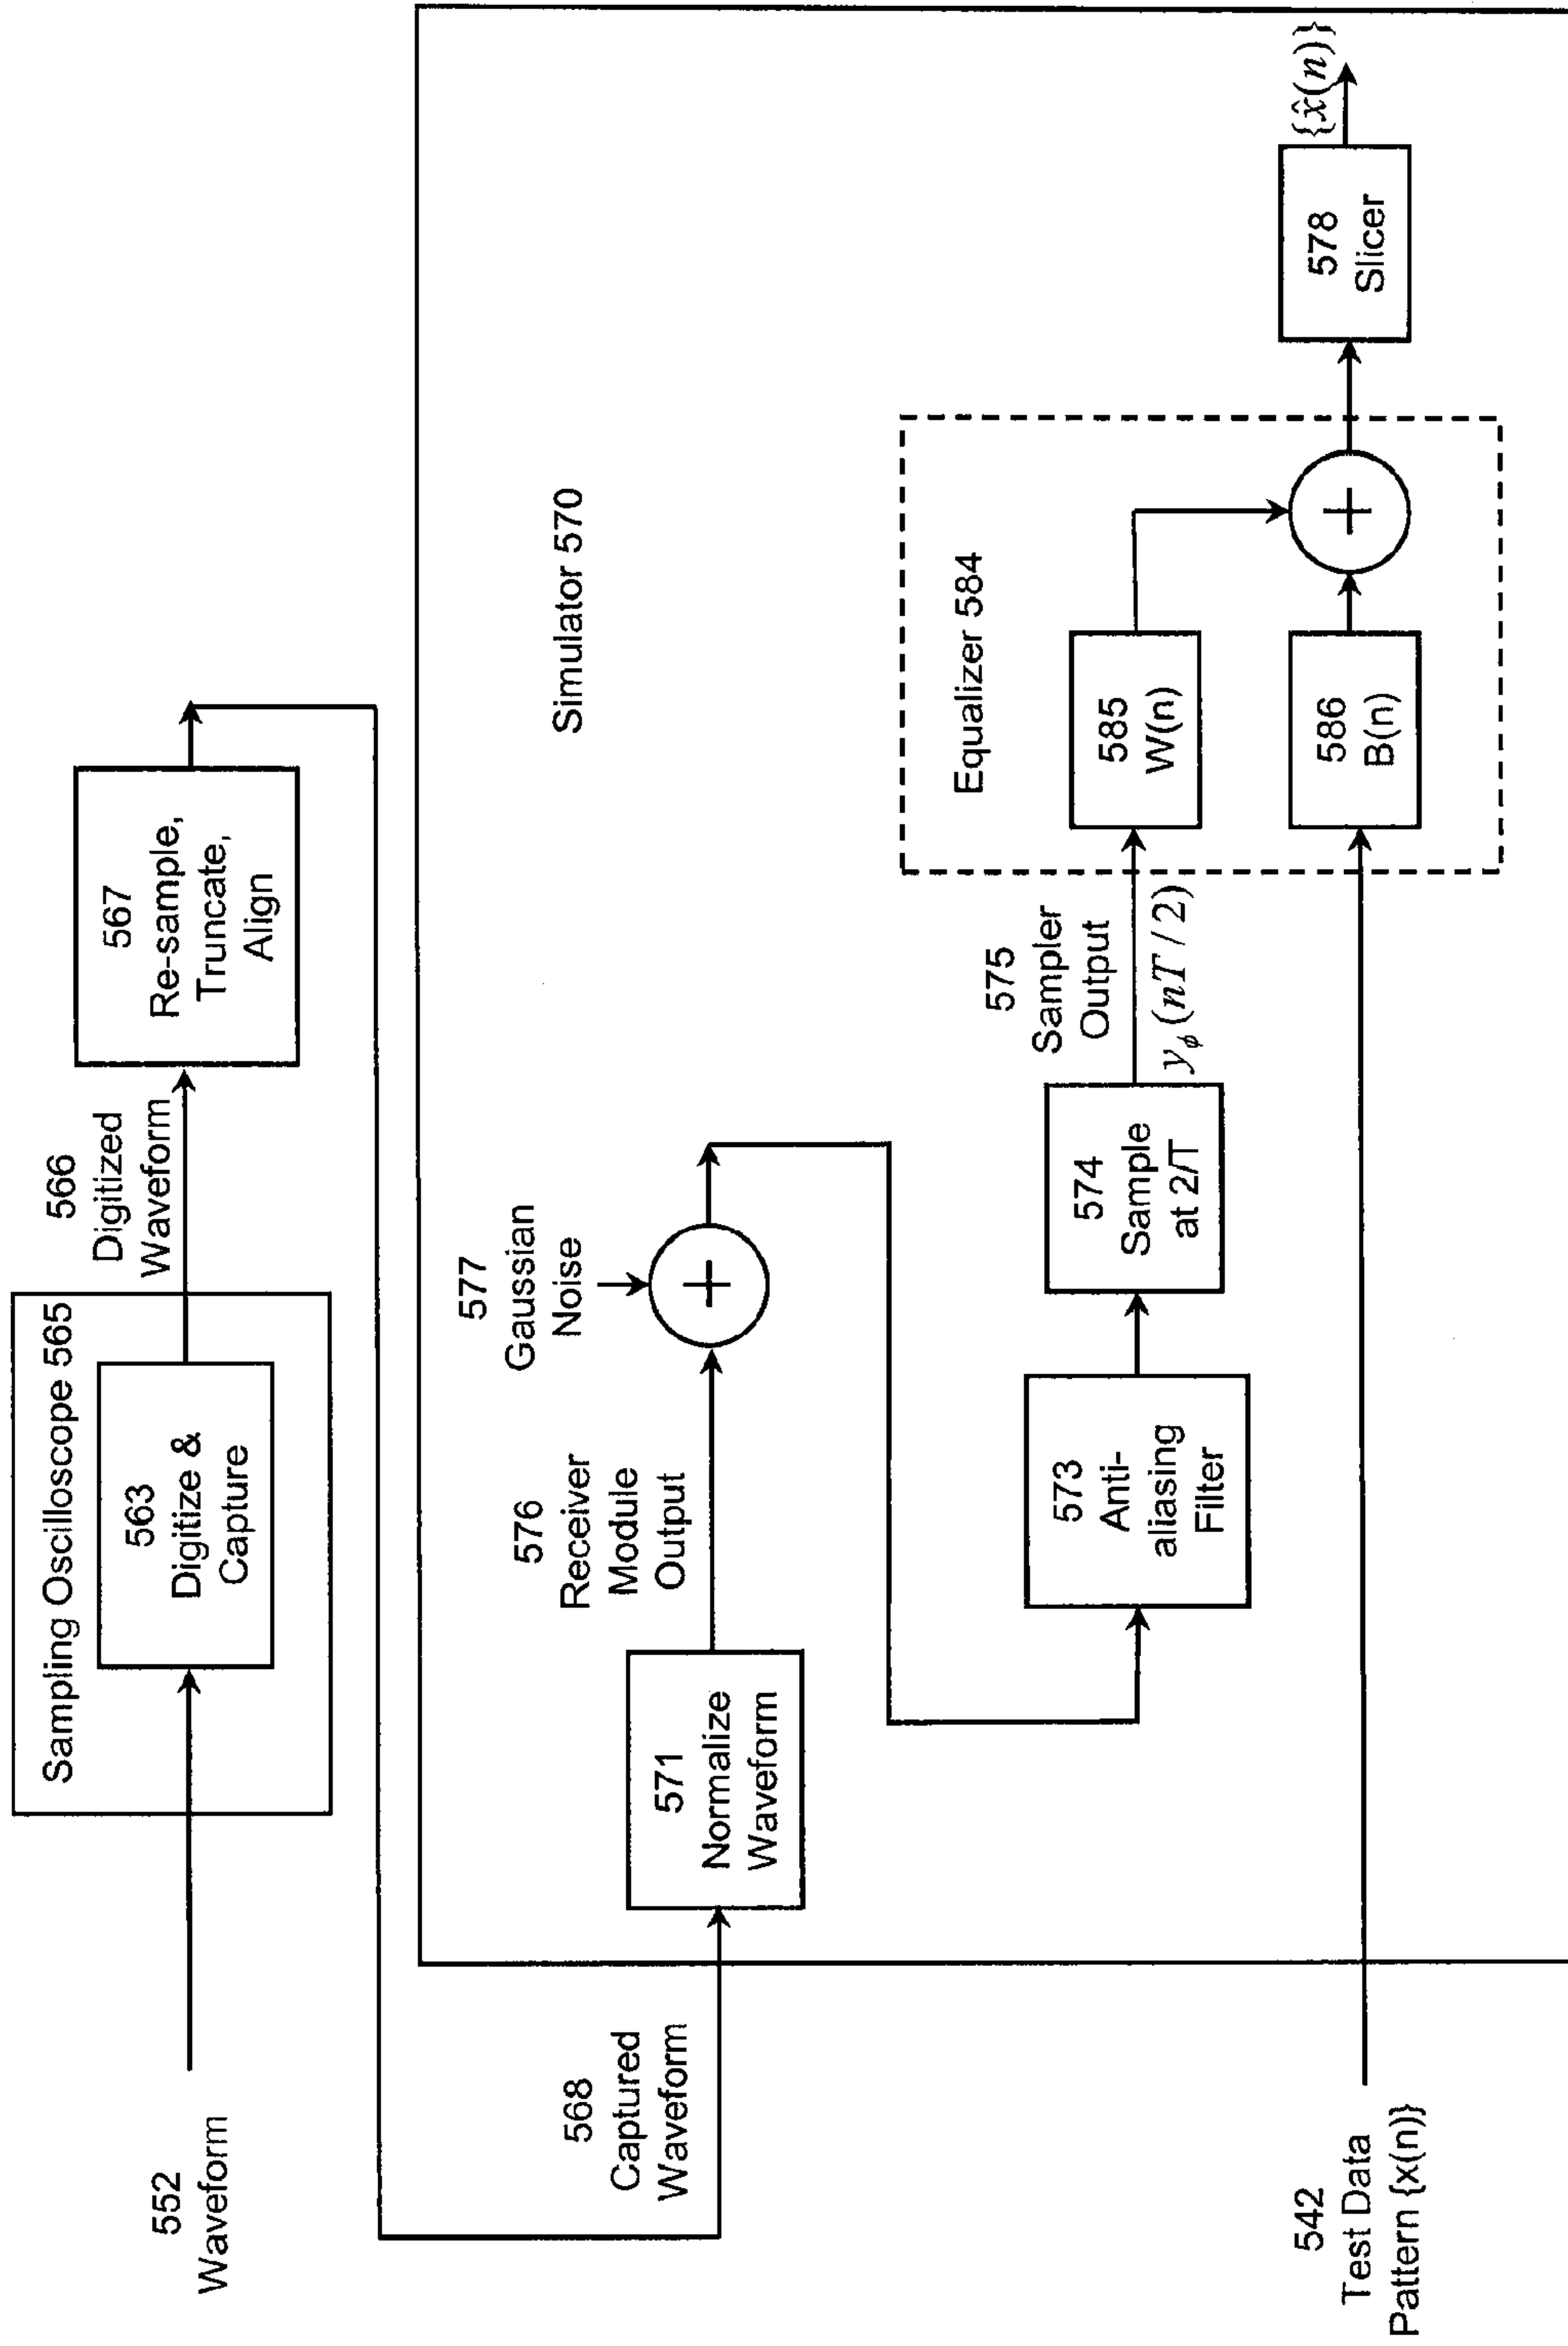 552
Waveform
Sampling Oscilloscope 565
563
Digitize &
Capture
566
Digitized
Waveform
567
Re-sample,
Truncate,
Align
568
Captured
Waveform
Simulator 570
571
Normalize
Waveform
576
Receiver
Module
Output
577
Gaussian
Noise
+
573
Anti-
aliasing
Filter
574
Sample
at 2/T
575
Sampler
Output
y_ϕ(nT / 2)
Equalizer 584
585
W(n)
586
B(n)
+
578
Slicer
{x̂(n)}
542
Test Data
Pattern {x(n)}